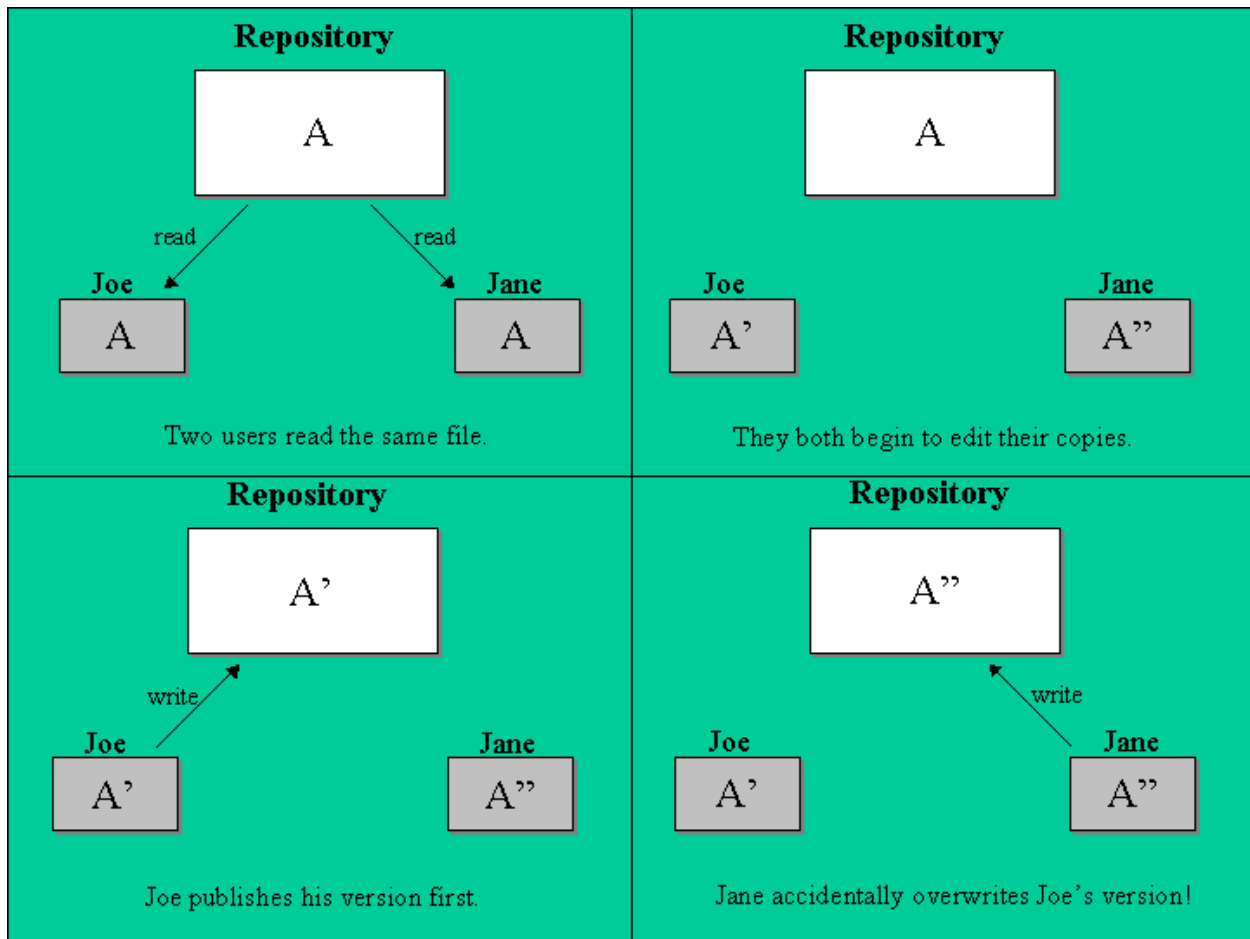 Repository
A
read
read
Joe
Jane
A
A
Two users read the same file.
Repository
A
Joe
Jane
A’
A”
They both begin to edit their copies.
Repository
A’
write
Joe
Jane
A’
A”
Joe publishes his version first.
Repository
A”
write
Joe
Jane
A’
A”
Jane accidentally overwrites Joe’s version!